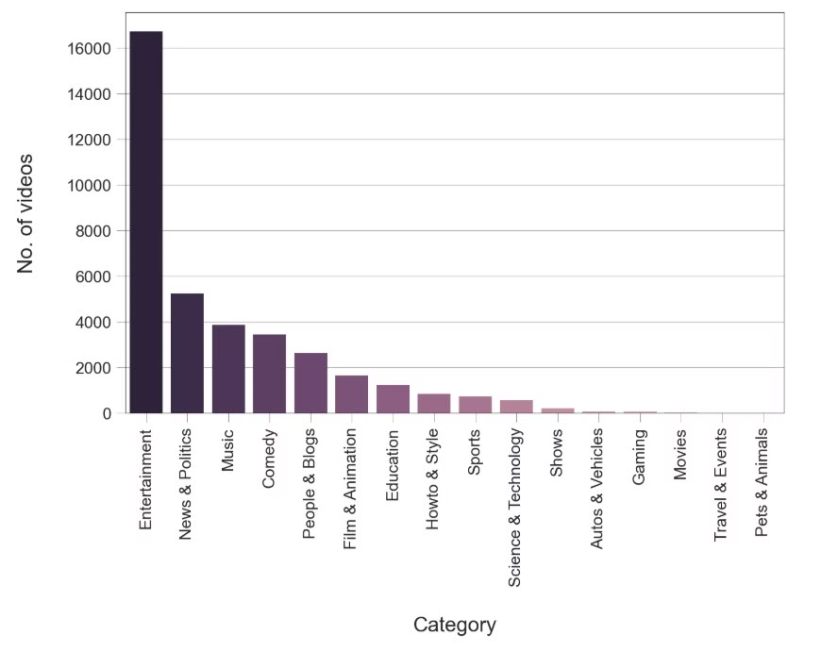 16000
14000
12000
10000
8000
6000
4000
2000
0
No. of videos
Entertainment
News & Politics
Music
Comedy
People & Blogs
Film & Animation
Education
Howto & Style
Sports
Science & Technology
Shows
Autos & Vehicles
Gaming
Movies
Travel & Events
Pets & Animals
Category